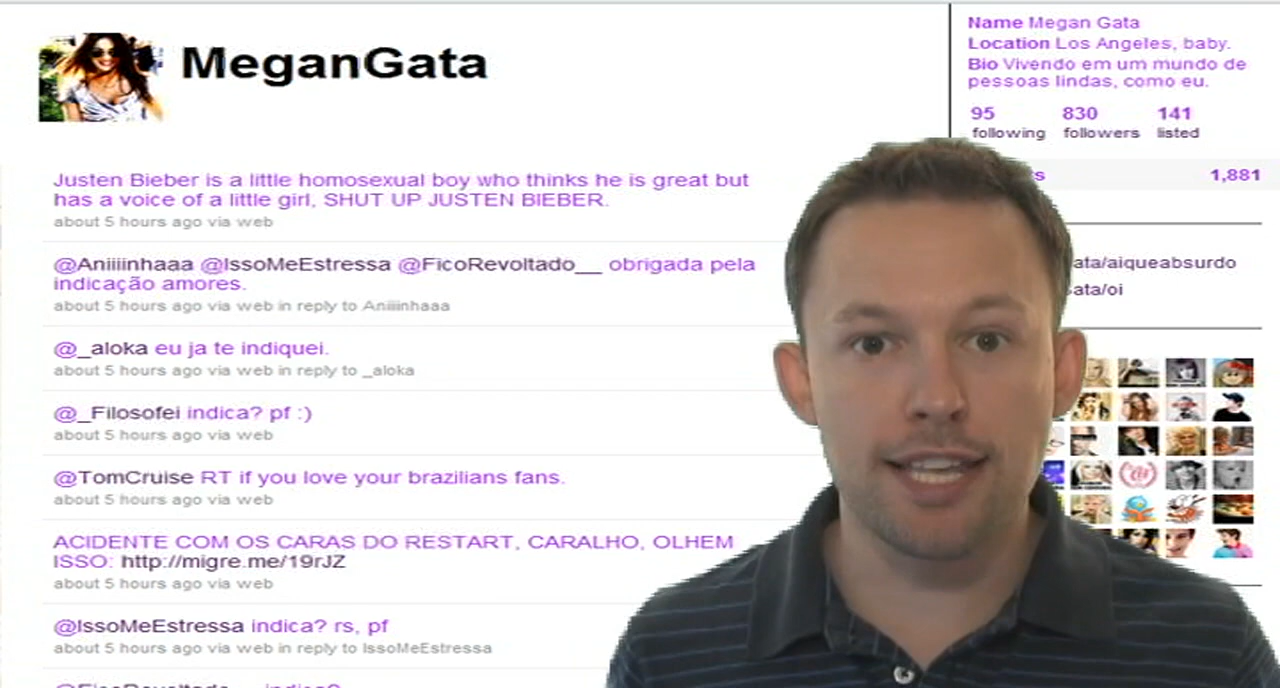 MeganGata
Name Megan Gata
Location Los Angeles, baby.
Bio Vivendo em um mundo de
pessoas lindas, como eu.
95 830 141
following followers listed
1,881
Justen Bieber is a little homosexual boy who thinks he is great but
has a voice of a little girl, SHUT UP JUSTEN BIEBER.
about 5 hours ago via web
@Aniiiinhaaa @IssoMeEstressa @FicoRevoltado__ obrigada pela
indicação amores.
about 5 hours ago via web in reply to Aniiinhaaa
ata/aiqueabsurdo
ata/oi
@_aloka eu ja te indiquei.
about 5 hours ago via web in reply to _aloka
@_Filosofei indica? pf :)
about 5 hours ago via web
@TomCruise RT if you love your brazilians fans.
about 5 hours ago via web
ACIDENTE COM OS CARAS DO RESTART, CARALHO, OLHEM
ISSO: http://migre.me/19rJZ
about 5 hours ago via web
@IssoMeEstressa indica? rs, pf
about 5 hours ago via web in reply to IssoMeEstressa